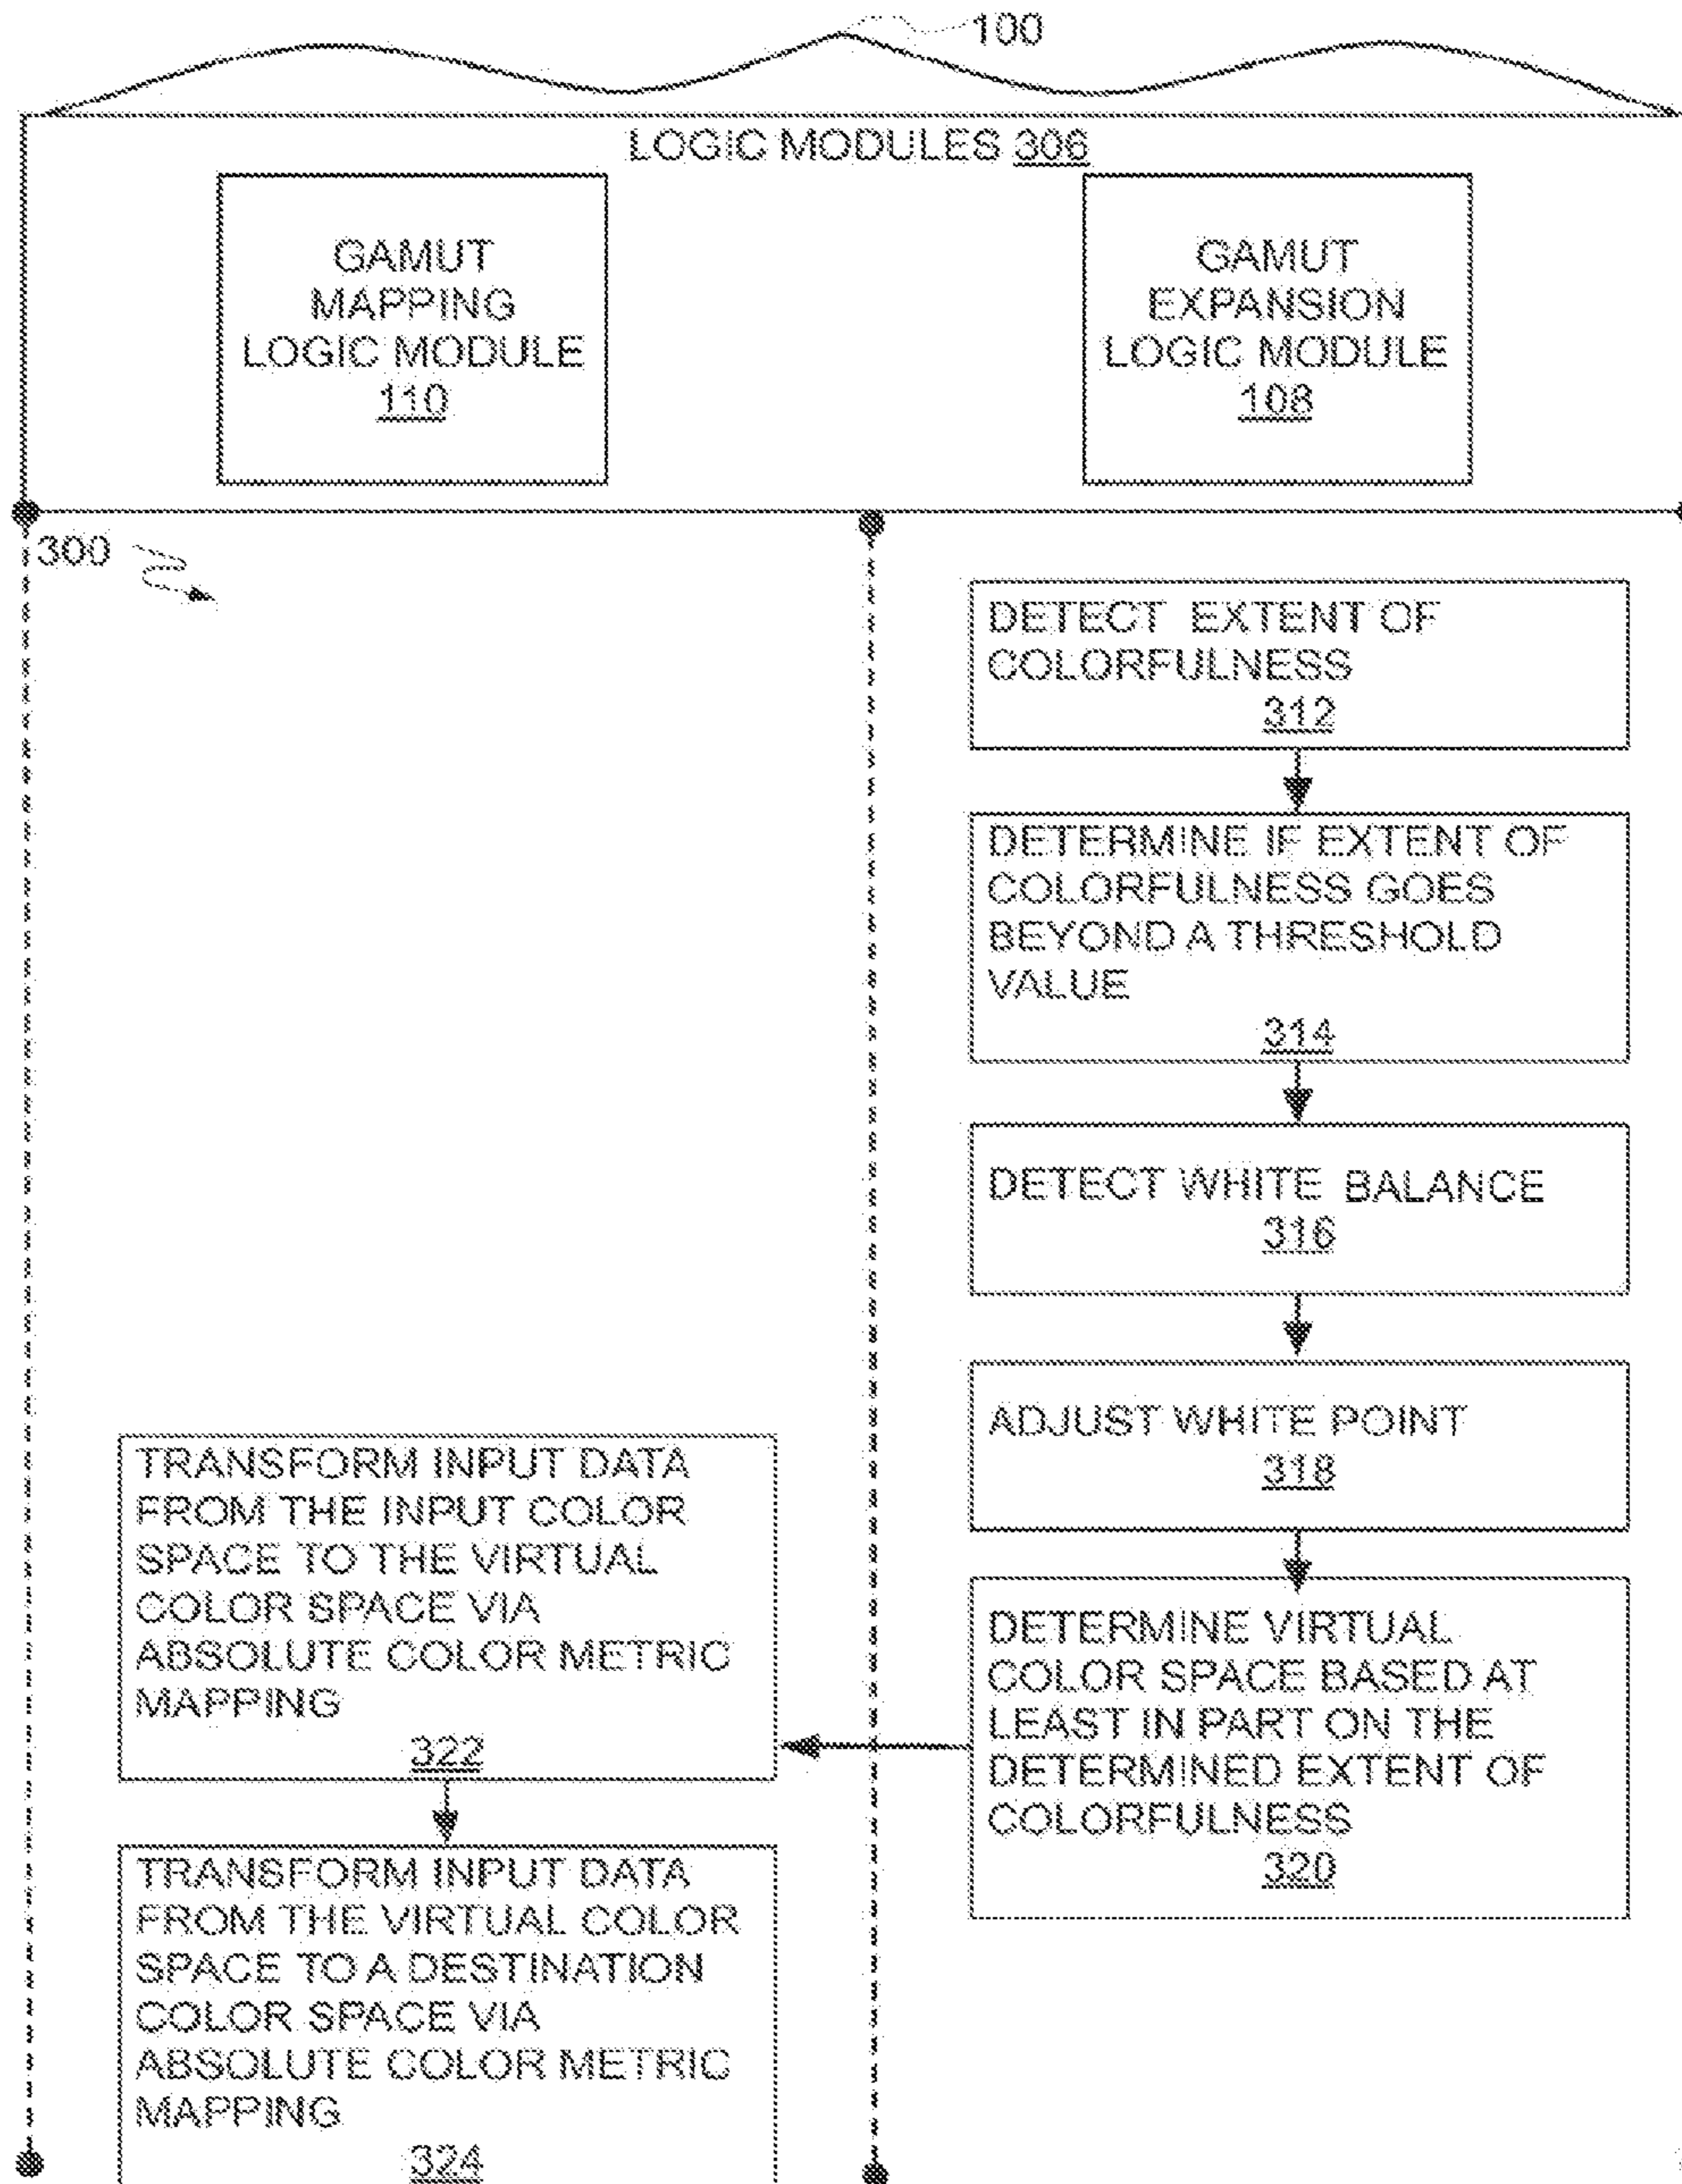 100
LOGIC MODULES 306
GAMUT
MAPPING
LOGIC MODULE
110
GAMUT
EXPANSION
LOGIC MODULE
108
300
DETECT EXTENT OF
COLORFULNESS
312
DETERMINE IF EXTENT OF
COLORFULNESS GOES
BEYOND A THRESHOLD
VALUE
314
DETECT WHITE BALANCE
316
ADJUST WHITE POINT
318
DETERMINE VIRTUAL
COLOR SPACE BASED AT
LEAST IN PART ON THE
DETERMINED EXTENT OF
COLORFULNESS
320
TRANSFORM INPUT DATA
FROM THE INPUT COLOR
SPACE TO THE VIRTUAL
COLOR SPACE VIA
ABSOLUTE COLOR METRIC
MAPPING
322
TRANSFORM INPUT DATA
FROM THE VIRTUAL COLOR
SPACE TO A DESTINATION
COLOR SPACE VIA
ABSOLUTE COLOR METRIC
MAPPING
324